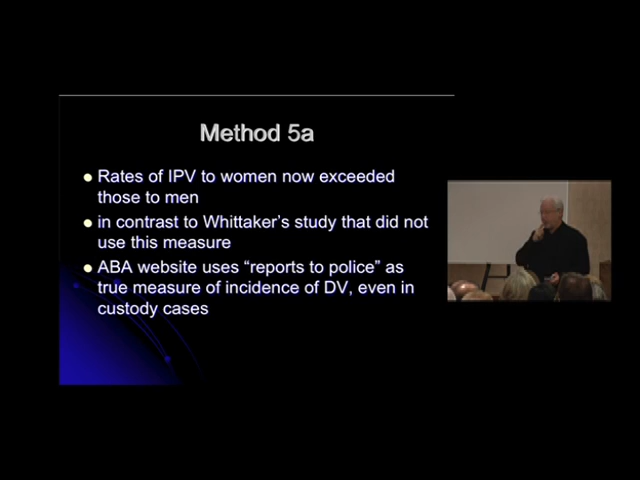 Method 5a
Rates of IPV to women now exceeded
those to men
in contrast to Whittaker's study that did not
use this measure
ABA website uses “reports to police” as
true measure of incidence of DV, even in
custody cases